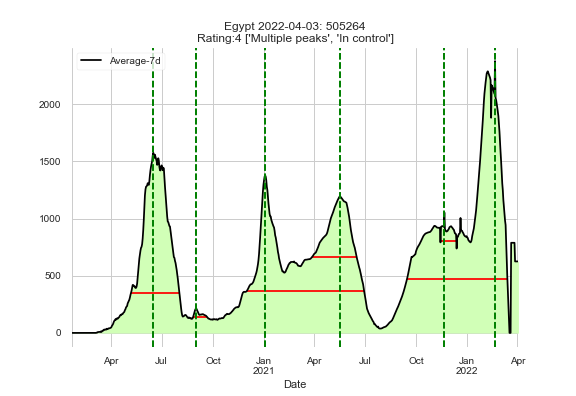 Egypt 2022-04-03: 505264
Rating:4 ['Multiple peaks', 'In control']
Average-7d
2000
1500
1000
500
0
Apr Jul Oct Jan Apr Jul Oct Jan Apr
2021 2022
Date